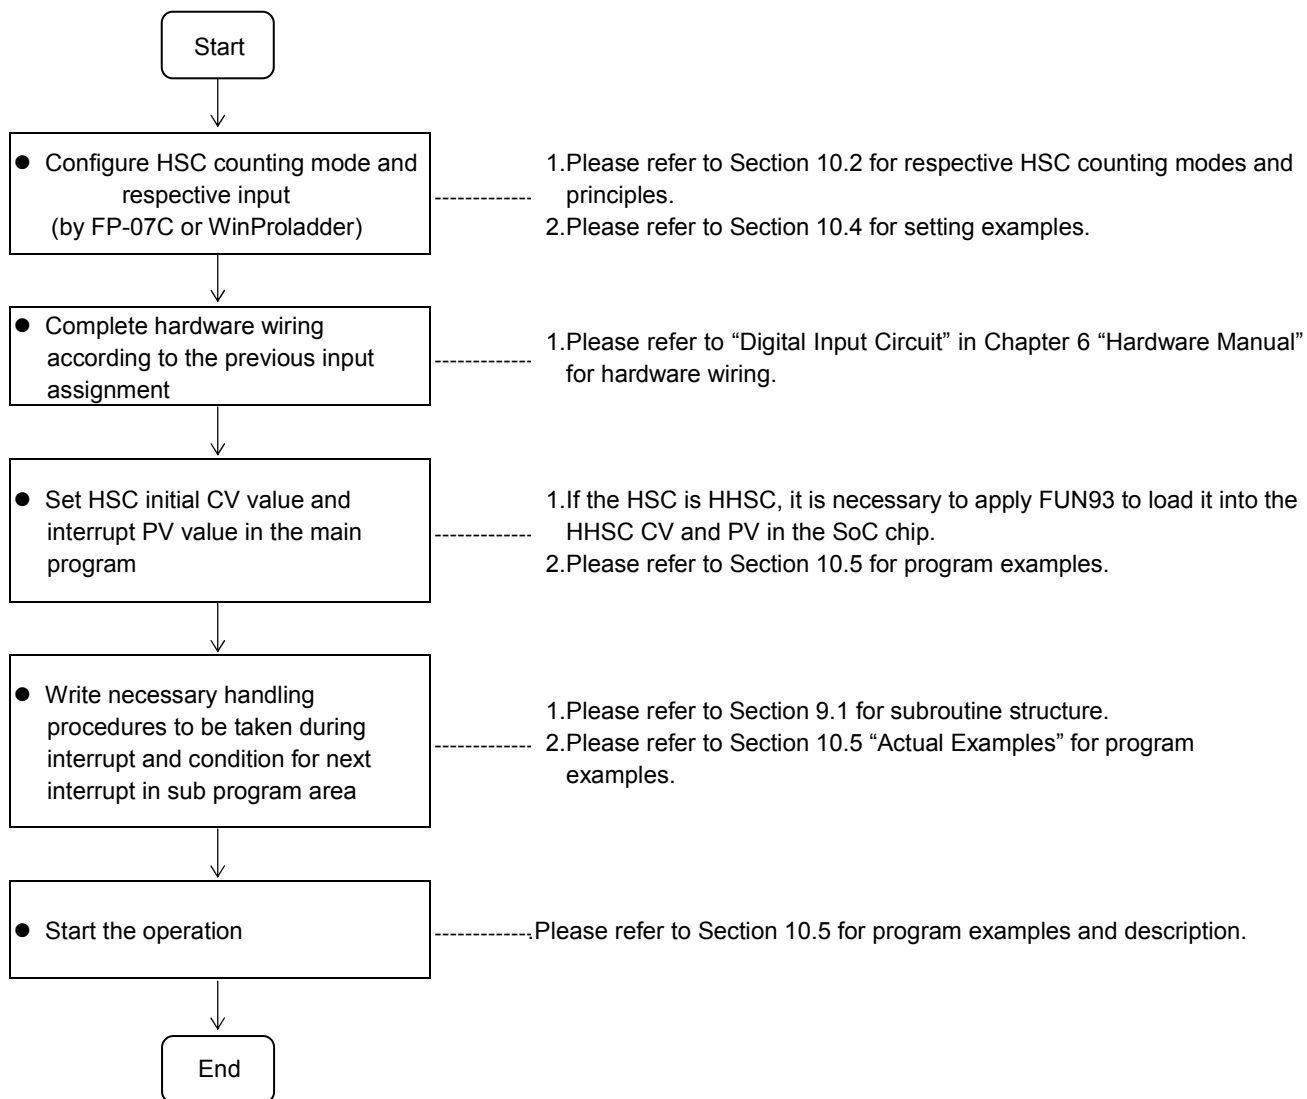 Start
● Configure HSC counting mode and
respective input
(by FP-07C or WinProladder)
1.Please refer to Section 10.2 for respective HSC counting modes and
principles.
2.Please refer to Section 10.4 for setting examples.
● Complete hardware wiring
according to the previous input
assignment
1.Please refer to “Digital Input Circuit” in Chapter 6 “Hardware Manual”
for hardware wiring.
● Set HSC initial CV value and
interrupt PV value in the main
program
1.If the HSC is HHSC, it is necessary to apply FUN93 to load it into the
HHSC CV and PV in the SoC chip.
2.Please refer to Section 10.5 for program examples.
● Write necessary handling
procedures to be taken during
interrupt and condition for next
interrupt in sub program area
1.Please refer to Section 9.1 for subroutine structure.
2.Please refer to Section 10.5 “Actual Examples” for program
examples.
● Start the operation
.Please refer to Section 10.5 for program examples and description.
End